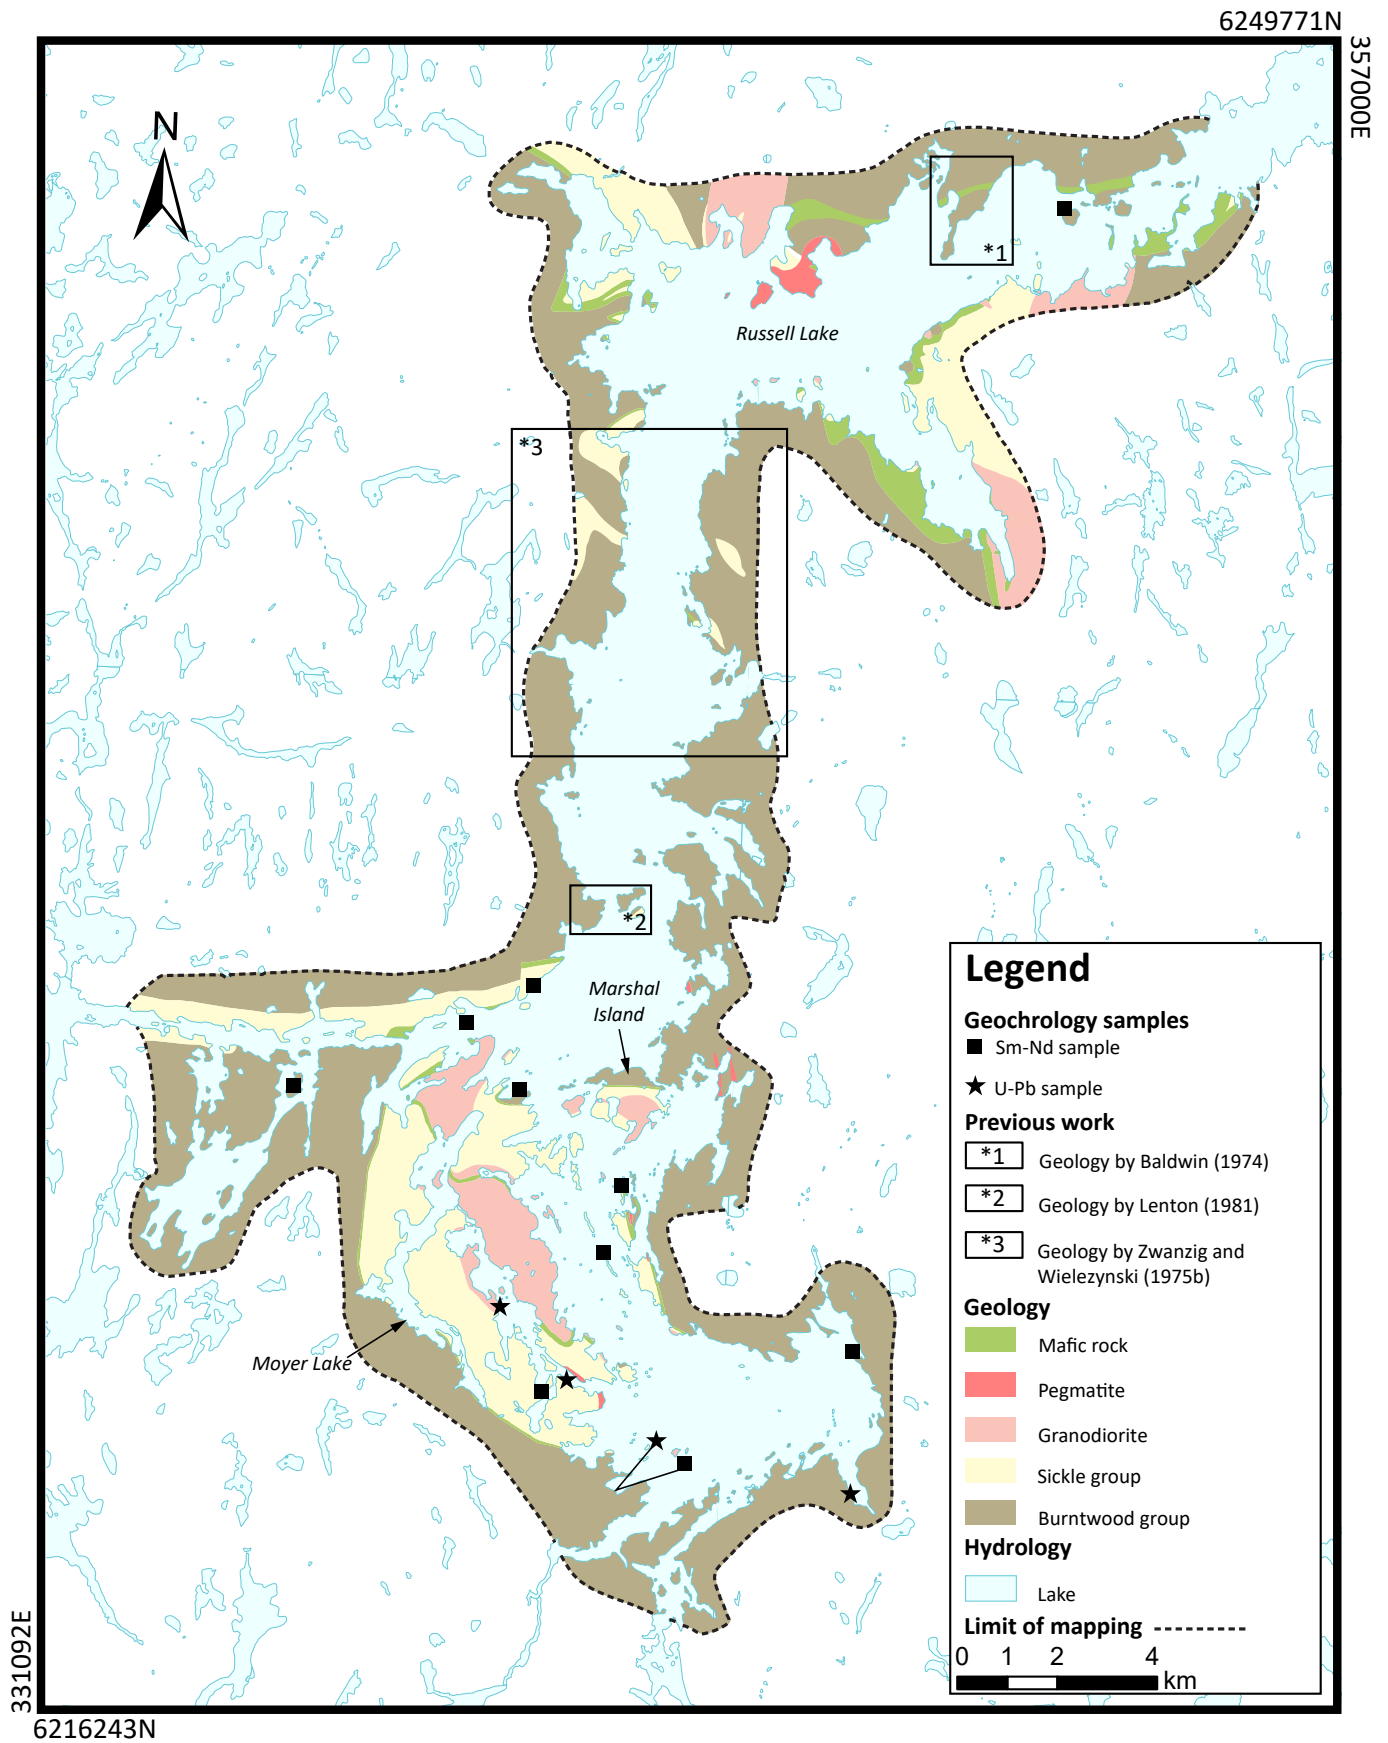 6249771N
357000E
N
*1
Russell Lake
*3
*2
Marshal
Island
Moyer Lake
Legend
Geochrology samples
Sm-Nd sample
U-Pb sample
Previous work
*1 Geology by Baldwin (1974)
*2 Geology by Lenton (1981)
*3 Geology by Zwanzig and
Wielezynski (1975b)
Geology
Mafic rock
Pegmatite
Granodiorite
Sickle group
Burntwood group
Hydrology
Lake
Limit of mapping
0 1 2 4
km
331092E
6216243N